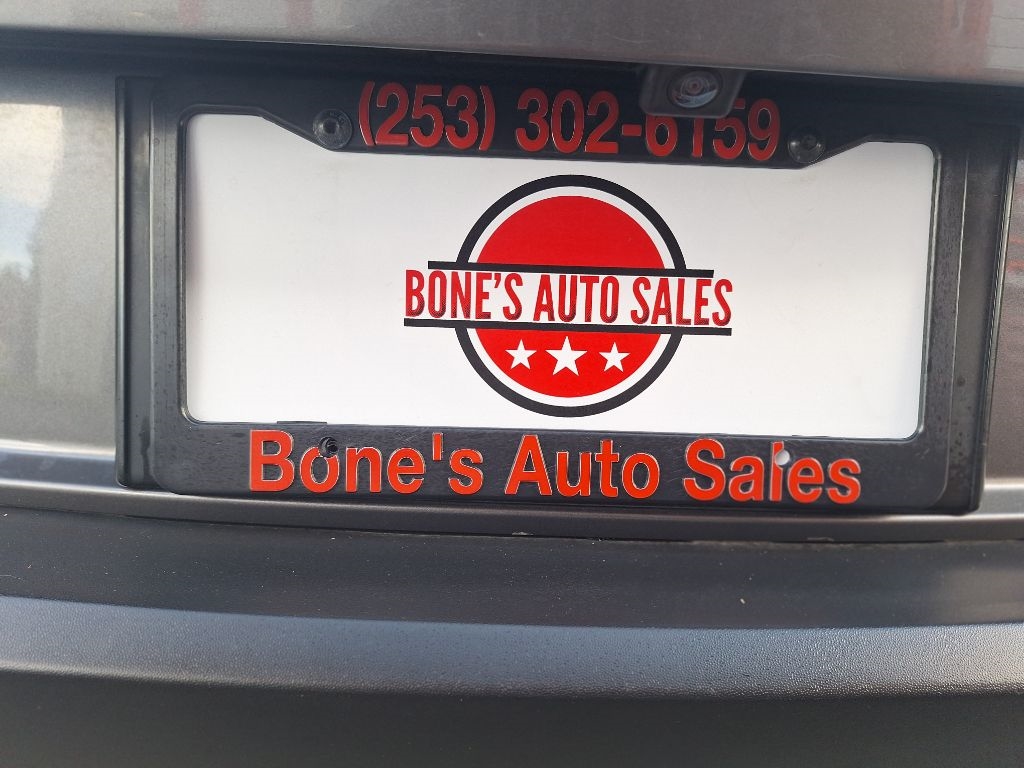 (253) 302-6159
BONE'S AUTO SALES
Bone's Auto Sales